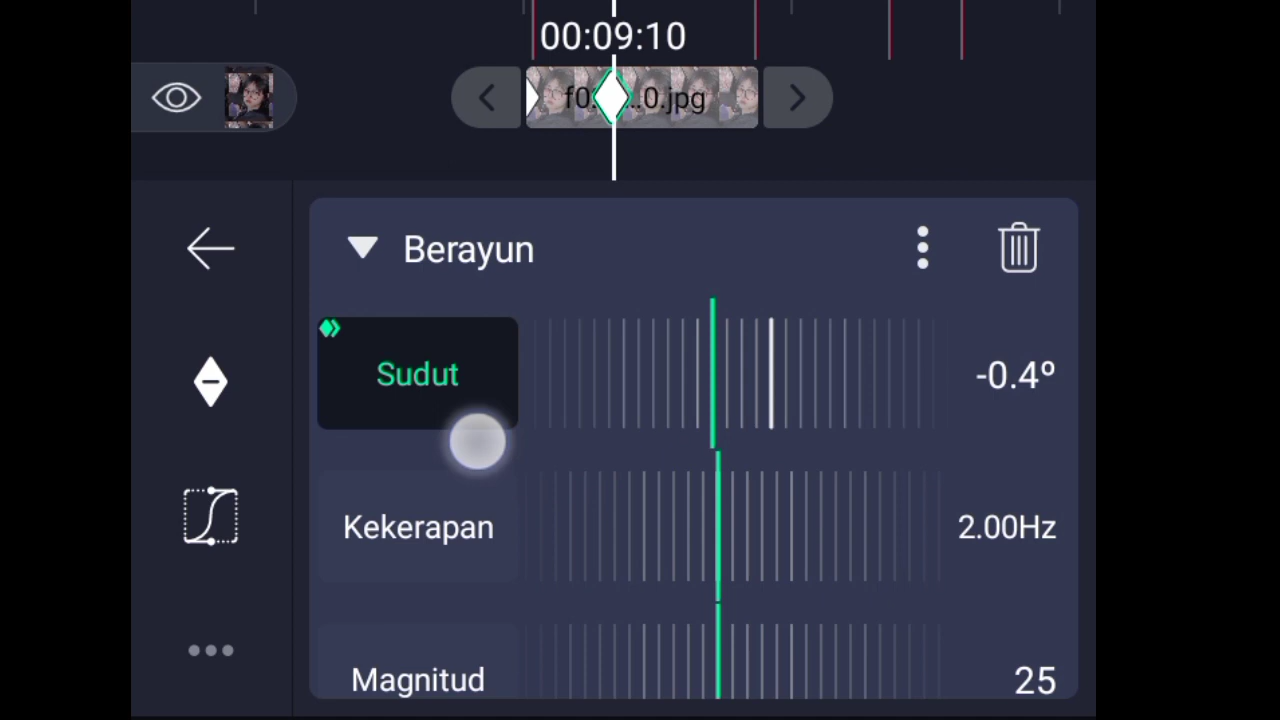 00:09:10
f0...0.jpg
Berayun
Sudut
-0.4º
Kekerapan
2.00Hz
Magnitud
25